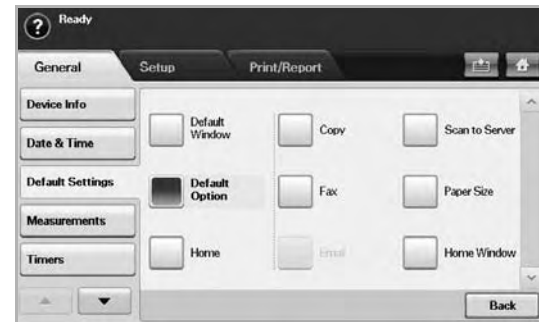 ? Ready
General Setup Print/Report
Device Info
Date & Time
Default Settings
Measurements
Timers
Default
Window
Copy
Scan to Server
Default
Option
Fax
Paper Size
Home
Email
Home Window
Back